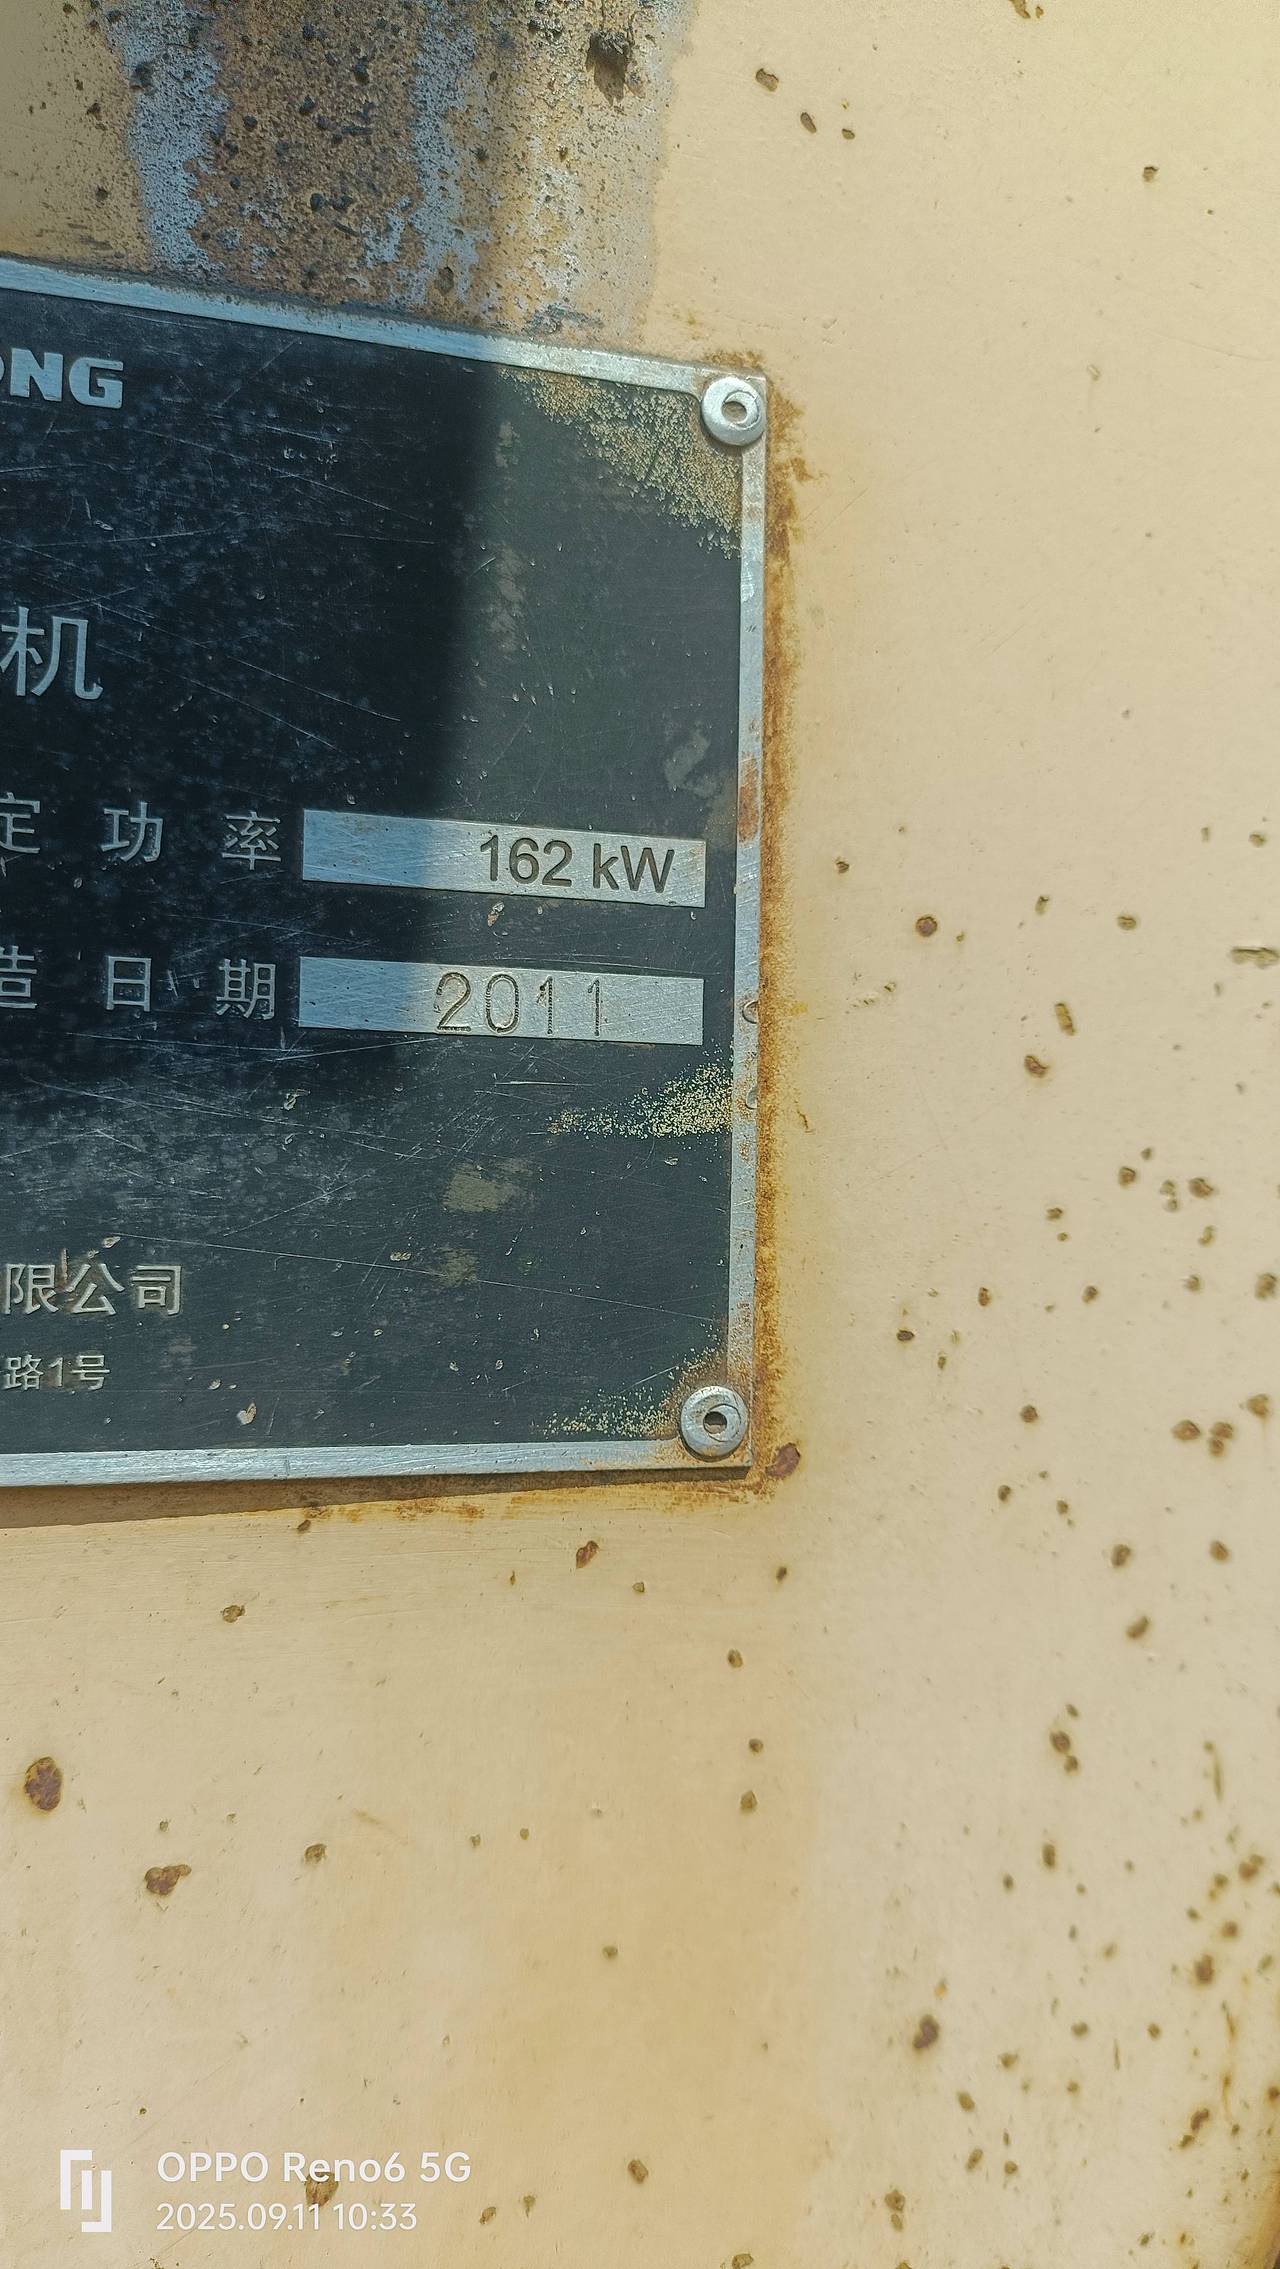 ONG
机
定 功 率 162 kW
造 日 期 2011
限公司
路1号
OPPO Reno6 5G
2025.09.11 10:33